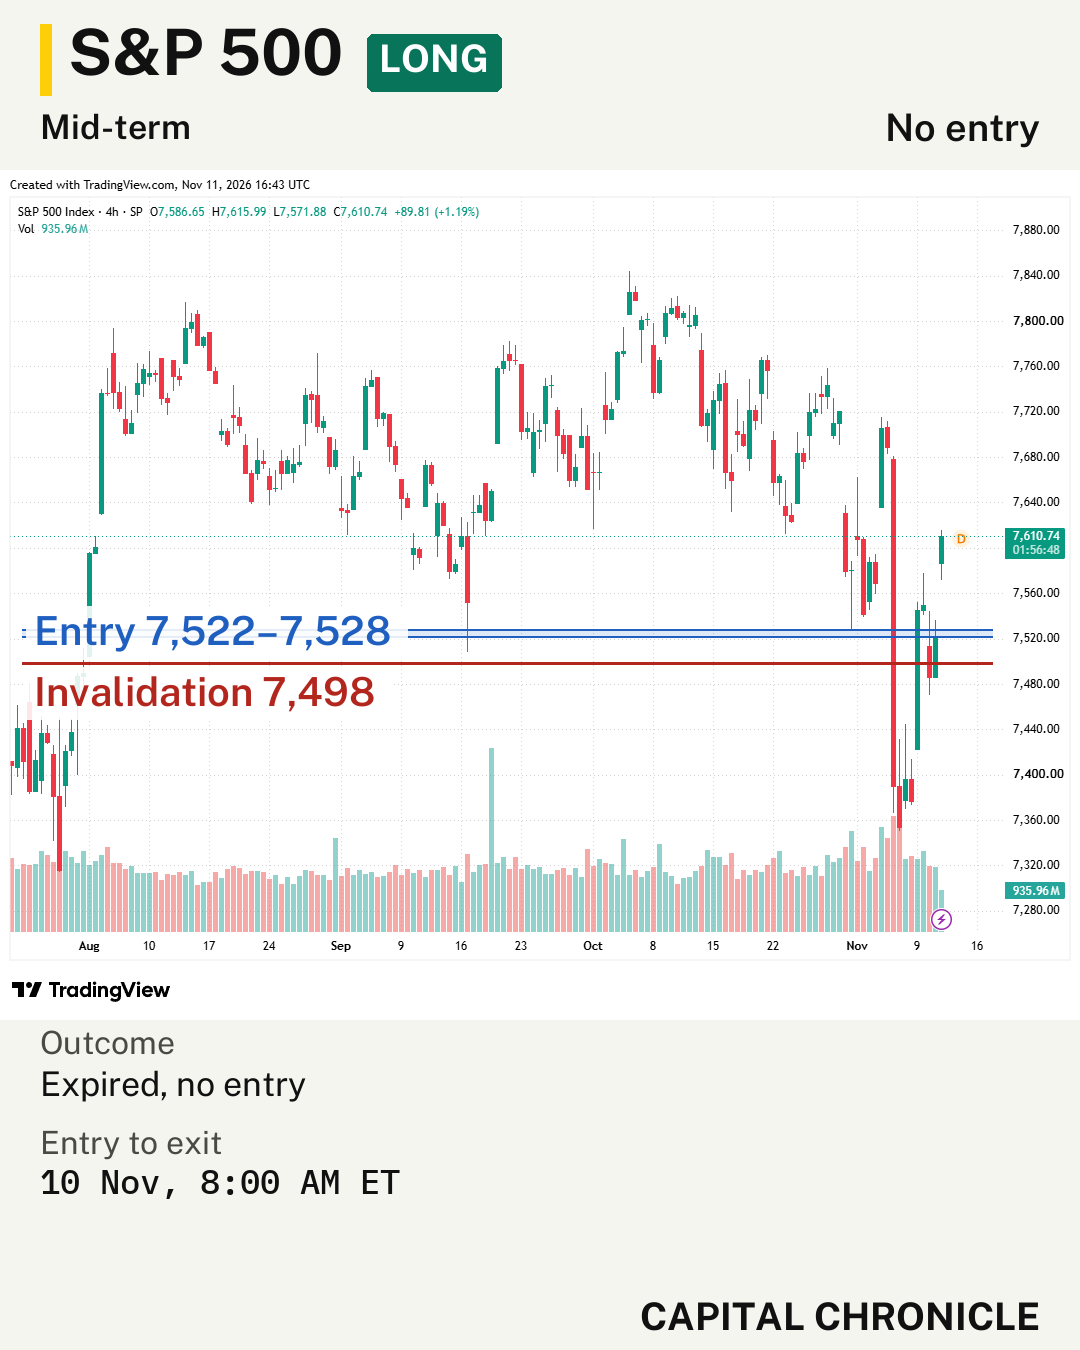 S&P 500 LONG
Mid-term
No entry
Created with TradingView.com, Nov 11, 2026 16:43 UTC
S&P 500 Index · 4h · SP O7,586.65 H7,615.99 L7,571.88 C7,610.74 +89.81 (+1.19%)
Vol 935.96M
7,880.00
7,840.00
7,800.00
7,760.00
7,720.00
7,680.00
7,640.00
D
7,610.74
01:56:48
7,560.00
7,520.00
7,480.00
7,440.00
7,400.00
7,360.00
7,320.00
935.96M
7,280.00
Entry 7,522–7,528
Invalidation 7,498
Aug 10 17 24 Sep 9 16 23 Oct 8 15 22 Nov 9 16
TradingView
Outcome
Expired, no entry
Entry to exit
10 Nov, 8:00 AM ET
CAPITAL CHRONICLE